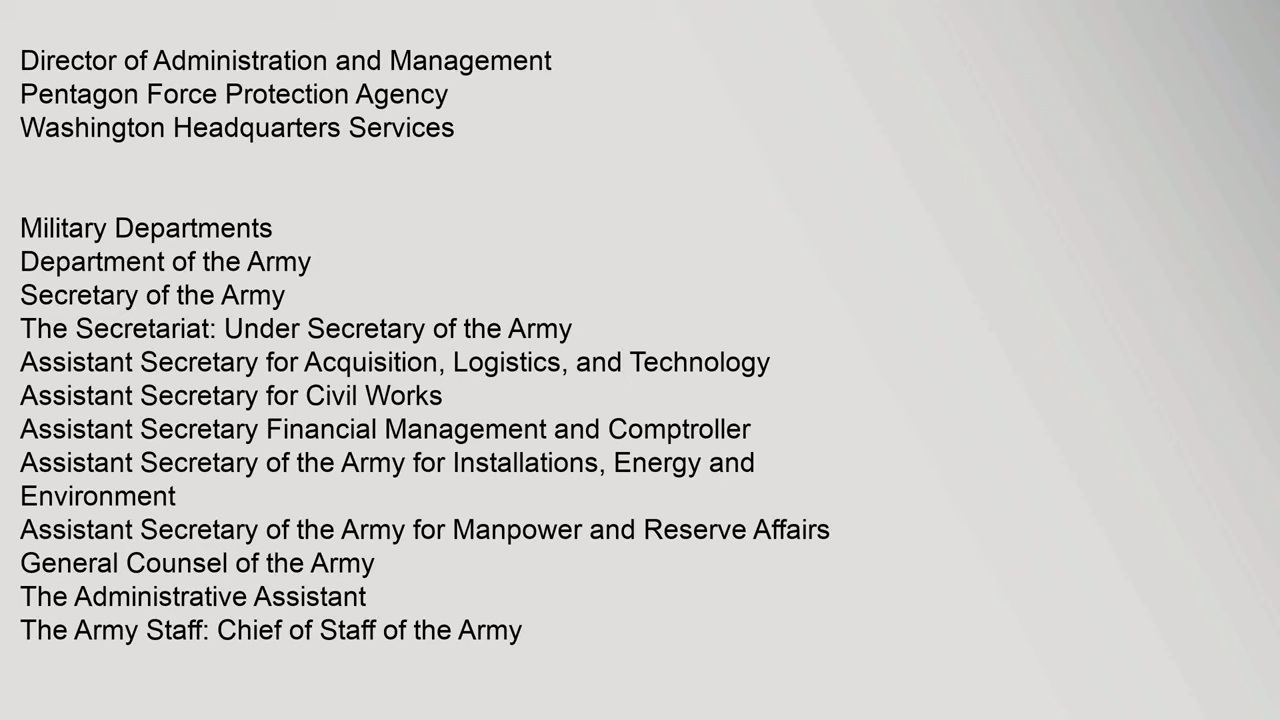 Director of Administration and Management
Pentagon Force Protection Agency
Washington Headquarters Services
Military Departments
Department of the Army
Secretary of the Army
The Secretariat: Under Secretary of the Army
Assistant Secretary for Acquisition, Logistics, and Technology
Assistant Secretary for Civil Works
Assistant Secretary Financial Management and Comptroller
Assistant Secretary of the Army for Installations, Energy and
Environment
Assistant Secretary of the Army for Manpower and Reserve Affairs
General Counsel of the Army
The Administrative Assistant
The Army Staff: Chief of Staff of the Army